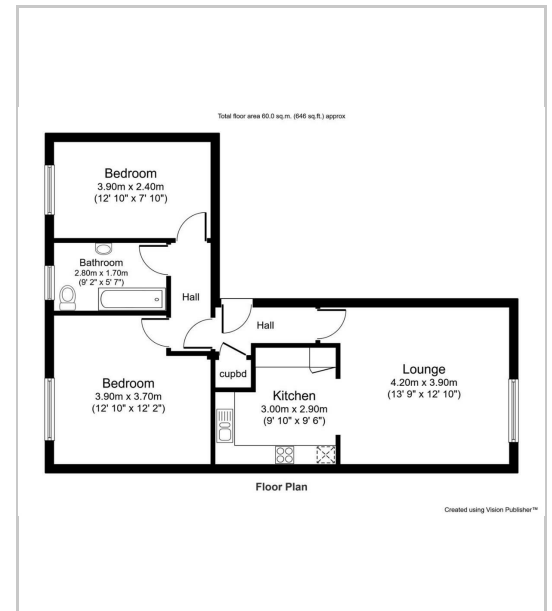 Total floor area 60.0 sq.m. (646 sq.ft.) approx
Bedroom
3.90m x 2.40m
(12' 10" x 7' 10")
Bathroom
2.80m x 1.70m
(9' 2" x 5' 7")
Hall
Hall
cupbd
Bedroom
3.90m x 3.70m
(12' 10" x 12' 2")
Kitchen
3.00m x 2.90m
(9' 10" x 9' 6")
Lounge
4.20m x 3.90m
(13' 9" x 12' 10")
Floor Plan
Created using Vision Publisher™